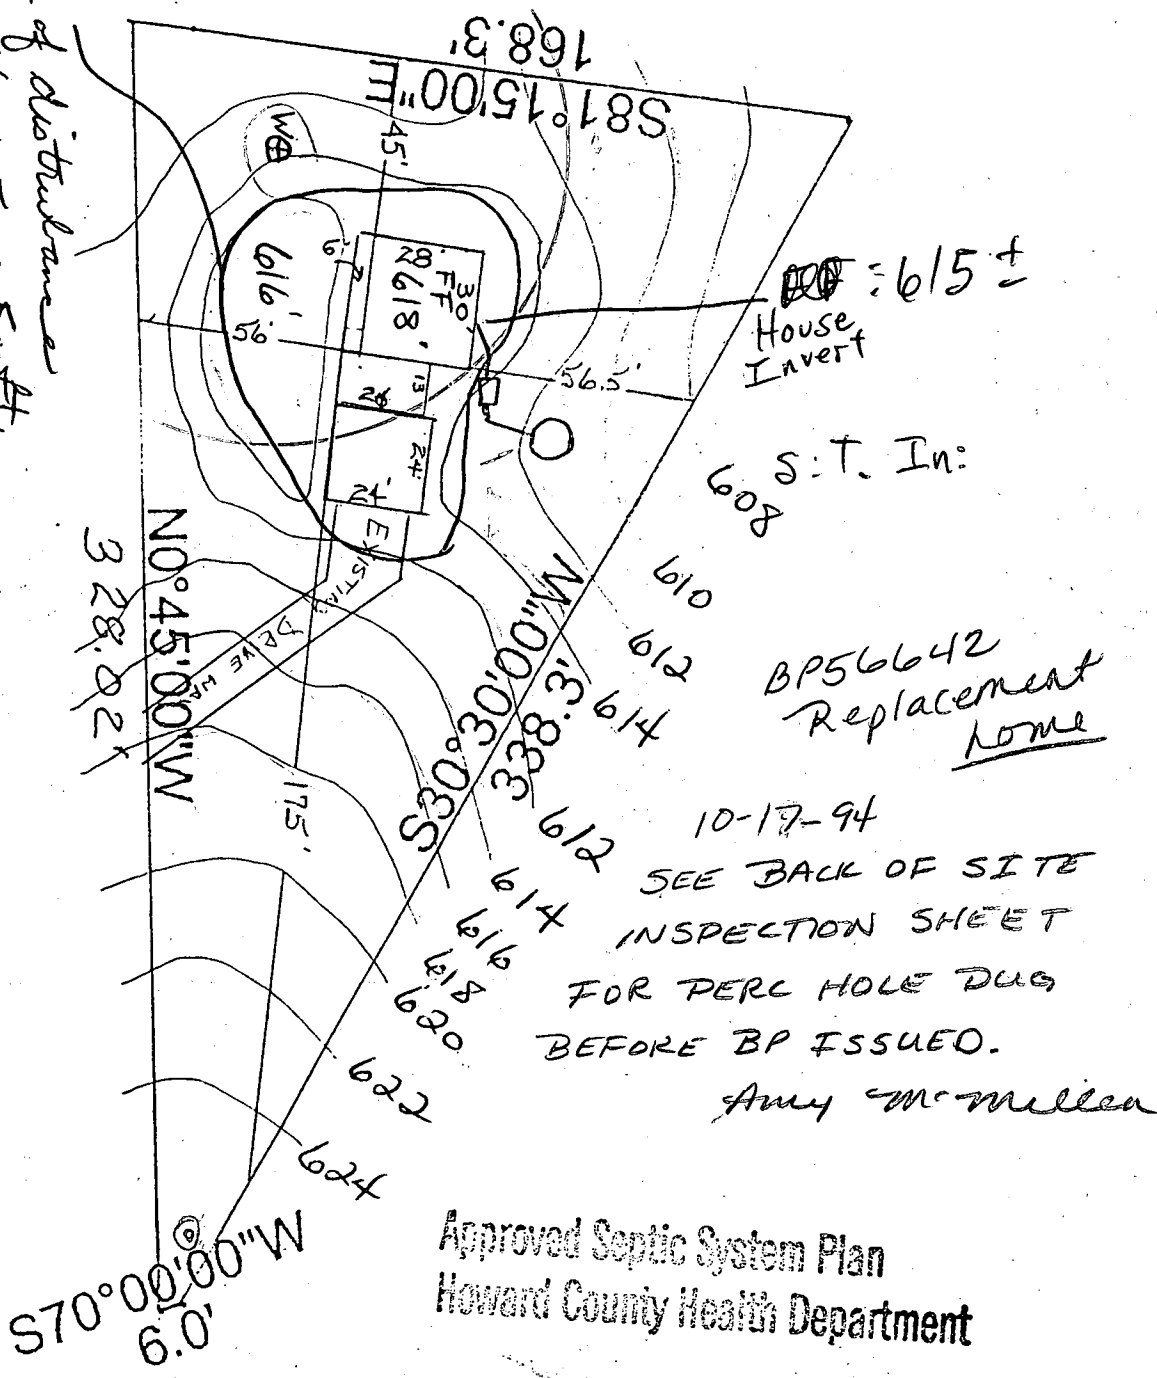 168.3'
S81°15'00"E
of disturbance
W
45'
6'
28'
30'
FF
618'
616'
56'
56.5'
13
26
24'
24'
EXISTING DRIVE WA
175'
= 615 ±
House
Invert
S.T. In:
608
610
612
614
612
614
616
618
620
622
624
N0°45'00"W
328.02'
S30°30'00"W
338.3'
BP56642
Replacement
home
10-17-94
SEE BACK OF SITE
INSPECTION SHEET
FOR PERC HOLE DUG
BEFORE BP ISSUED.
Amy McMillen
S70°00'00"W
6.0'
Approved Septic System Plan
Howard County Health Department